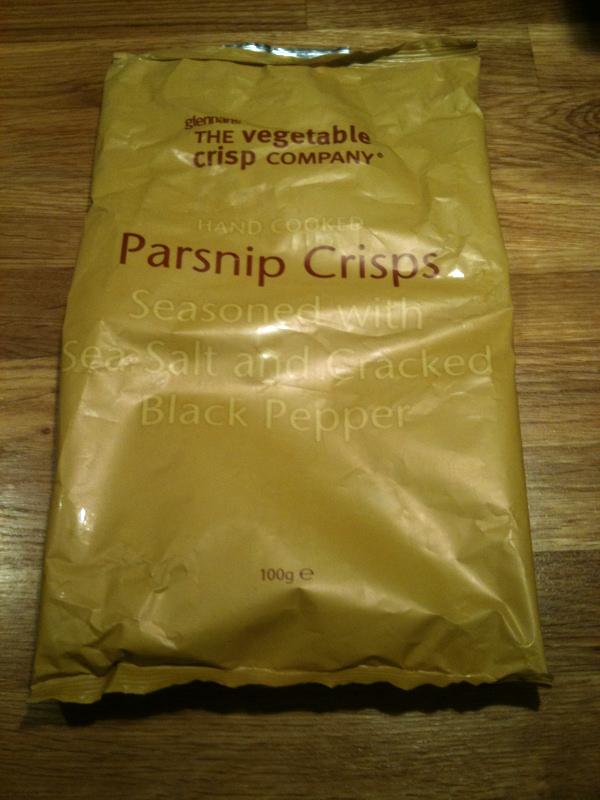 glennans
THE vegetable
crisp COMPANY
HAND COOKED
Parsnip Crisps
Seasoned with
Sea Salt and Cracked
Black Pepper
100g e